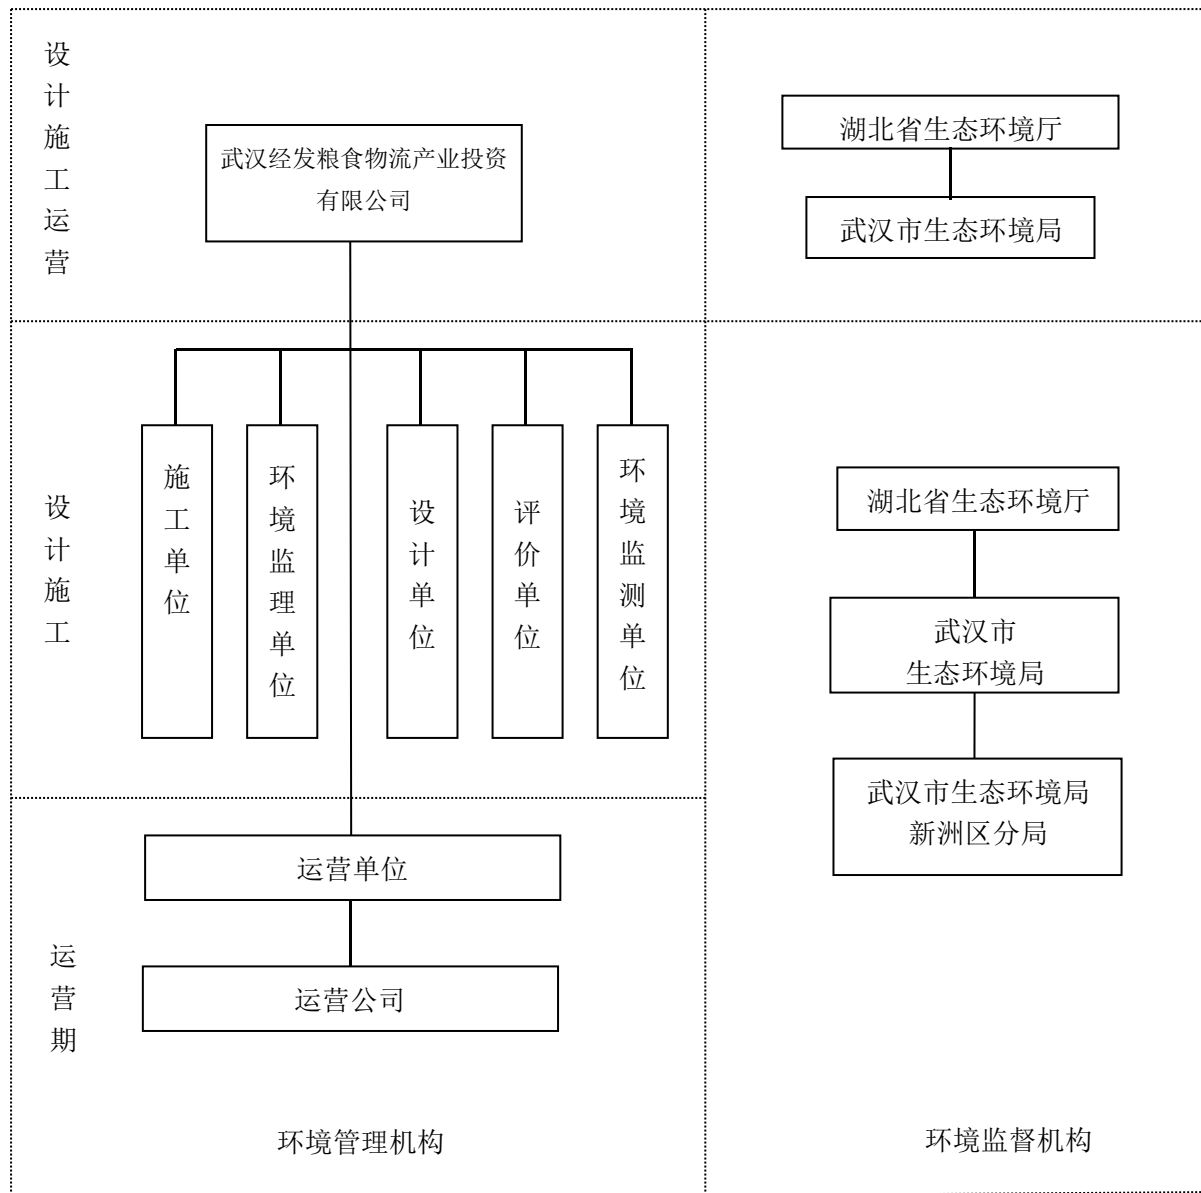 设计施工运营
武汉经发粮食物流产业投资
有限公司
湖北省生态环境厅
武汉市生态环境局
设计施工
施工单位
环境监理单位
设计单位
评价单位
环境监测单位
湖北省生态环境厅
武汉市
生态环境局
武汉市生态环境局
新洲区分局
运营期
运营单位
运营公司
环境管理机构
环境监督机构